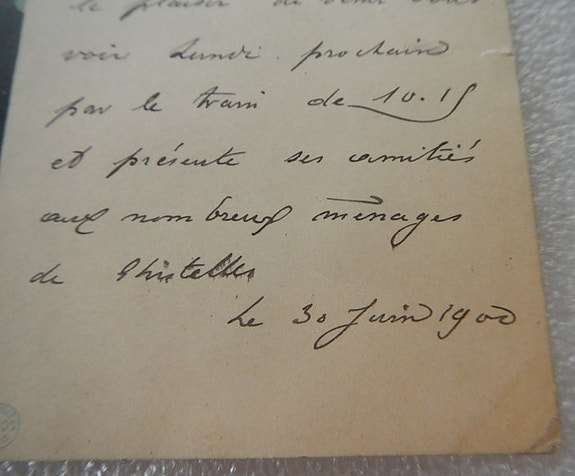 le plaisir de venir vous
voir Lundi prochain
par le train de 10.15
et présente ses amitiés
aux nombreux ménages
de Ghistelles
Le 30 Juin 1900